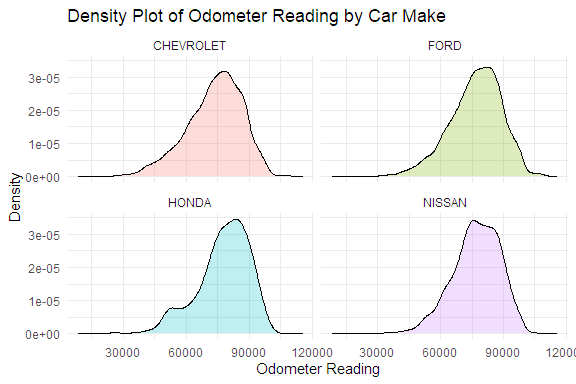 Density Plot of Odometer Reading by Car Make
CHEVROLET FORD
3e-05
2e-05
1e-05
0e+00
Density
HONDA NISSAN
3e-05
2e-05
1e-05
0e+00
30000 60000 90000 120000 30000 60000 90000 120000
Odometer Reading